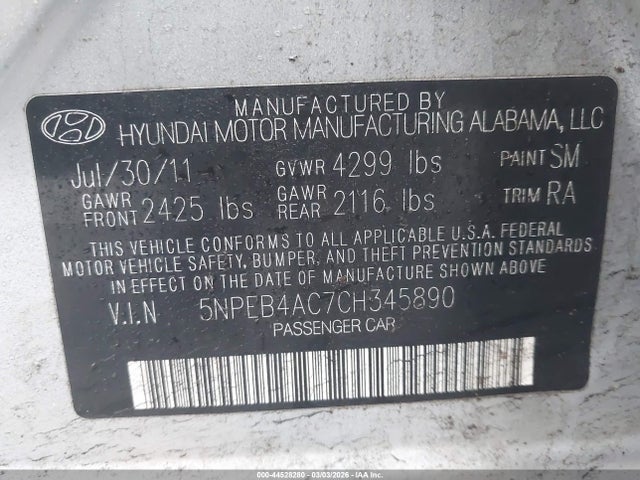 MANUFACTURED BY
HYUNDAI MOTOR MANUFACTURING ALABAMA, LLC
Jul/30/11 GVWR 4299 lbs PAINT SM
GAWR FRONT 2425 lbs GAWR REAR 2116 lbs TRIM RA
THIS VEHICLE CONFORMS TO ALL APPLICABLE U.S.A. FEDERAL
MOTOR VEHICLE SAFETY, BUMPER, AND THEFT PREVENTION STANDARDS
IN EFFECT ON THE DATE OF MANUFACTURE SHOWN ABOVE
V.I.N 5NPEB4AC7CH345890
PASSENGER CAR
000-44528280 - 03/03/2026 - IAA Holdings, LLC